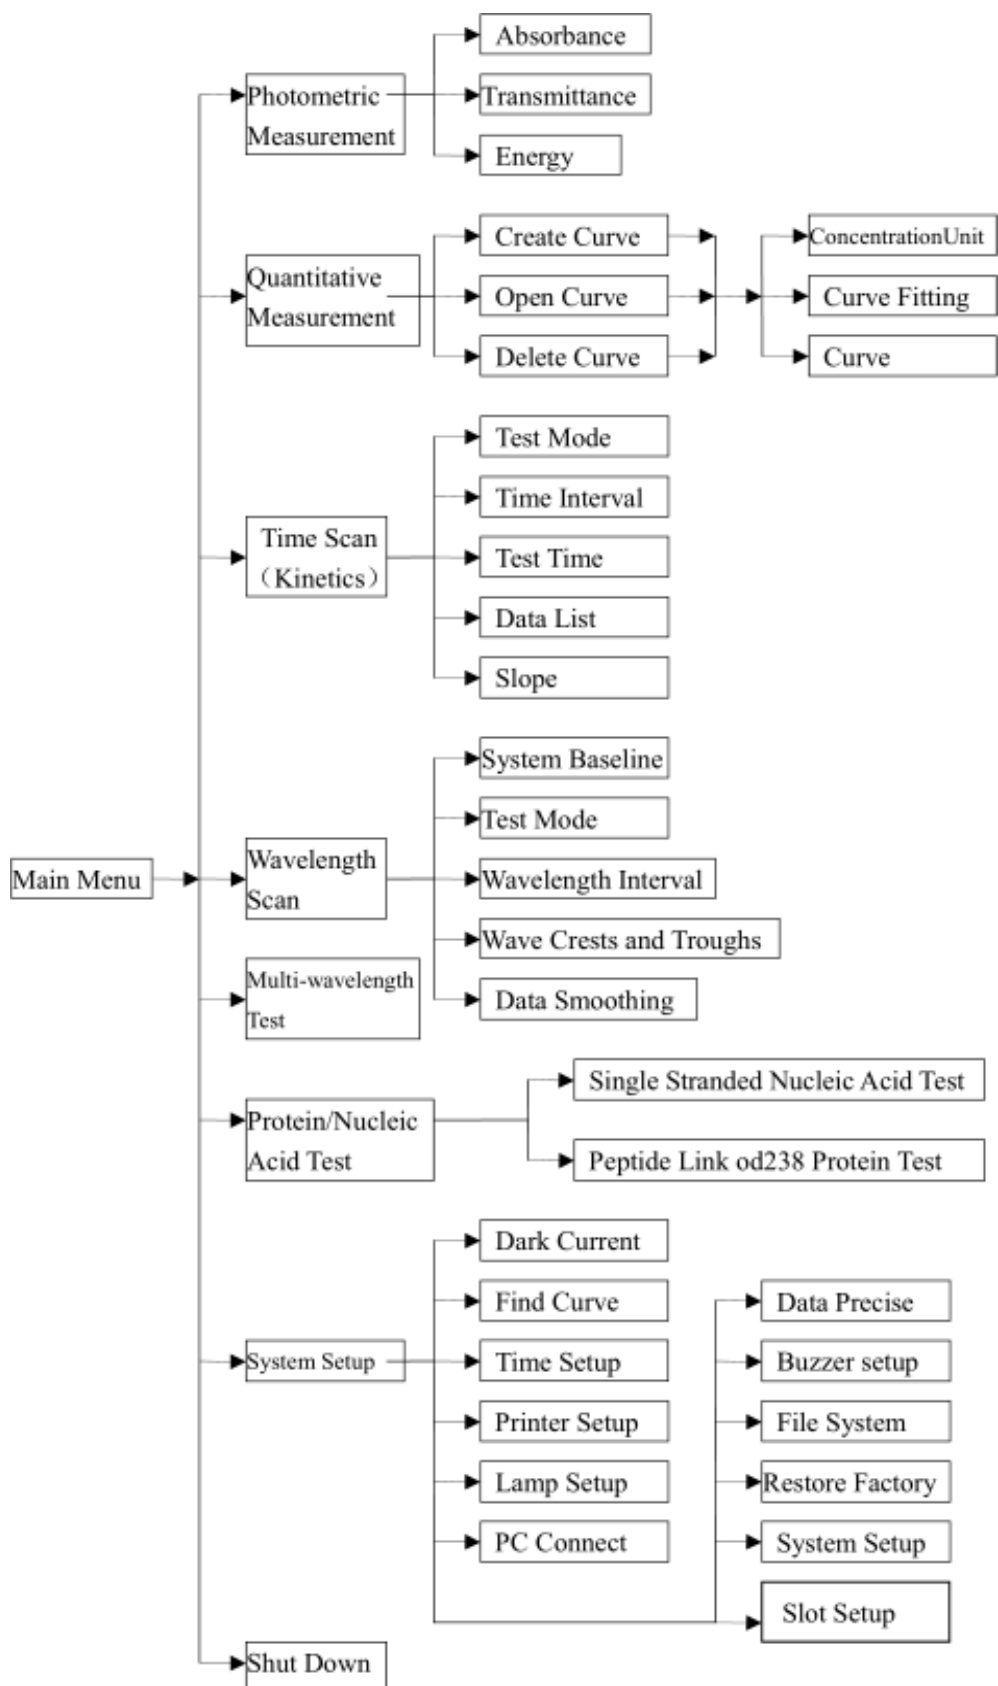 Main Menu
Photometric
Measurement
Absorbance
Transmittance
Energy
Quantitative
Measurement
Create Curve
Open Curve
Delete Curve
ConcentrationUnit
Curve Fitting
Curve
Time Scan
（Kinetics）
Test Mode
Time Interval
Test Time
Data List
Slope
Wavelength
Scan
System Baseline
Test Mode
Wavelength Interval
Wave Crests and Troughs
Data Smoothing
Multi-wavelength
Test
Protein/Nucleic
Acid Test
Single Stranded Nucleic Acid Test
Peptide Link od238 Protein Test
System Setup
Dark Current
Find Curve
Time Setup
Printer Setup
Lamp Setup
PC Connect
Data Precise
Buzzer setup
File System
Restore Factory
System Setup
Slot Setup
Shut Down